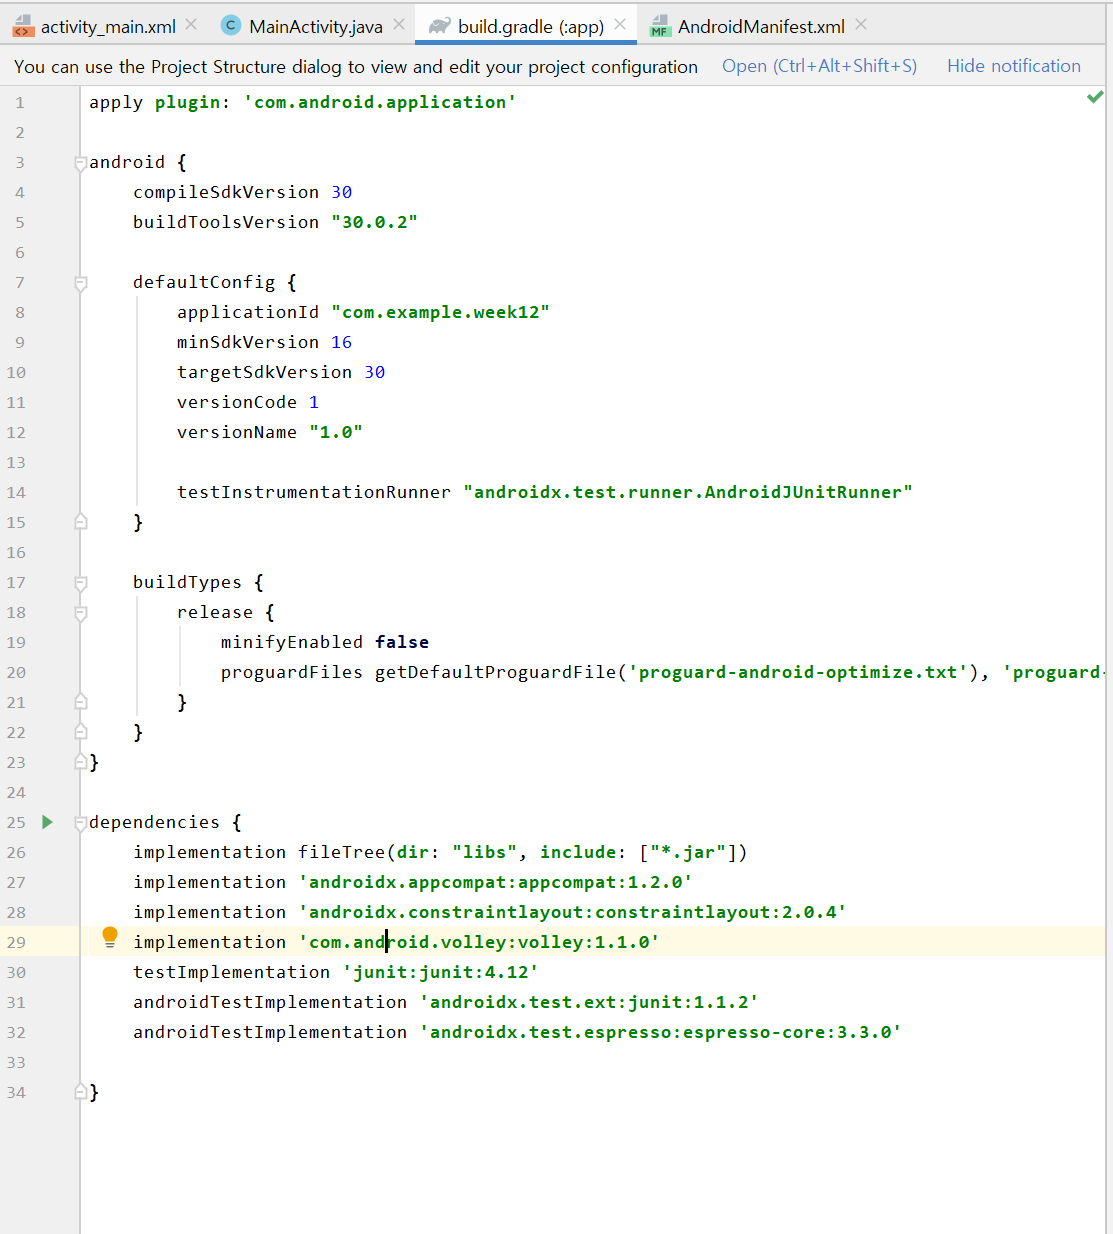 activity_main.xml MainActivity.java build.gradle (:app) AndroidManifest.xml
You can use the Project Structure dialog to view and edit your project configuration Open (Ctrl+Alt+Shift+S) Hide notification
1 apply plugin: 'com.android.application'
2
3 android {
4 compileSdkVersion 30
5 buildToolsVersion "30.0.2"
6
7 defaultConfig {
8 applicationId "com.example.week12"
9 minSdkVersion 16
10 targetSdkVersion 30
11 versionCode 1
12 versionName "1.0"
13
14 testInstrumentationRunner "androidx.test.runner.AndroidJUnitRunner"
15 }
16
17 buildTypes {
18 release {
19 minifyEnabled false
20 proguardFiles getDefaultProguardFile('proguard-android-optimize.txt'), 'proguard-
21 }
22 }
23 }
24
25 dependencies {
26 implementation fileTree(dir: "libs", include: ["*.jar"])
27 implementation 'androidx.appcompat:appcompat:1.2.0'
28 implementation 'androidx.constraintlayout:constraintlayout:2.0.4'
29 implementation 'com.android.volley:volley:1.1.0'
30 testImplementation 'junit:junit:4.12'
31 androidTestImplementation 'androidx.test.ext:junit:1.1.2'
32 androidTestImplementation 'androidx.test.espresso:espresso-core:3.3.0'
33
34 }